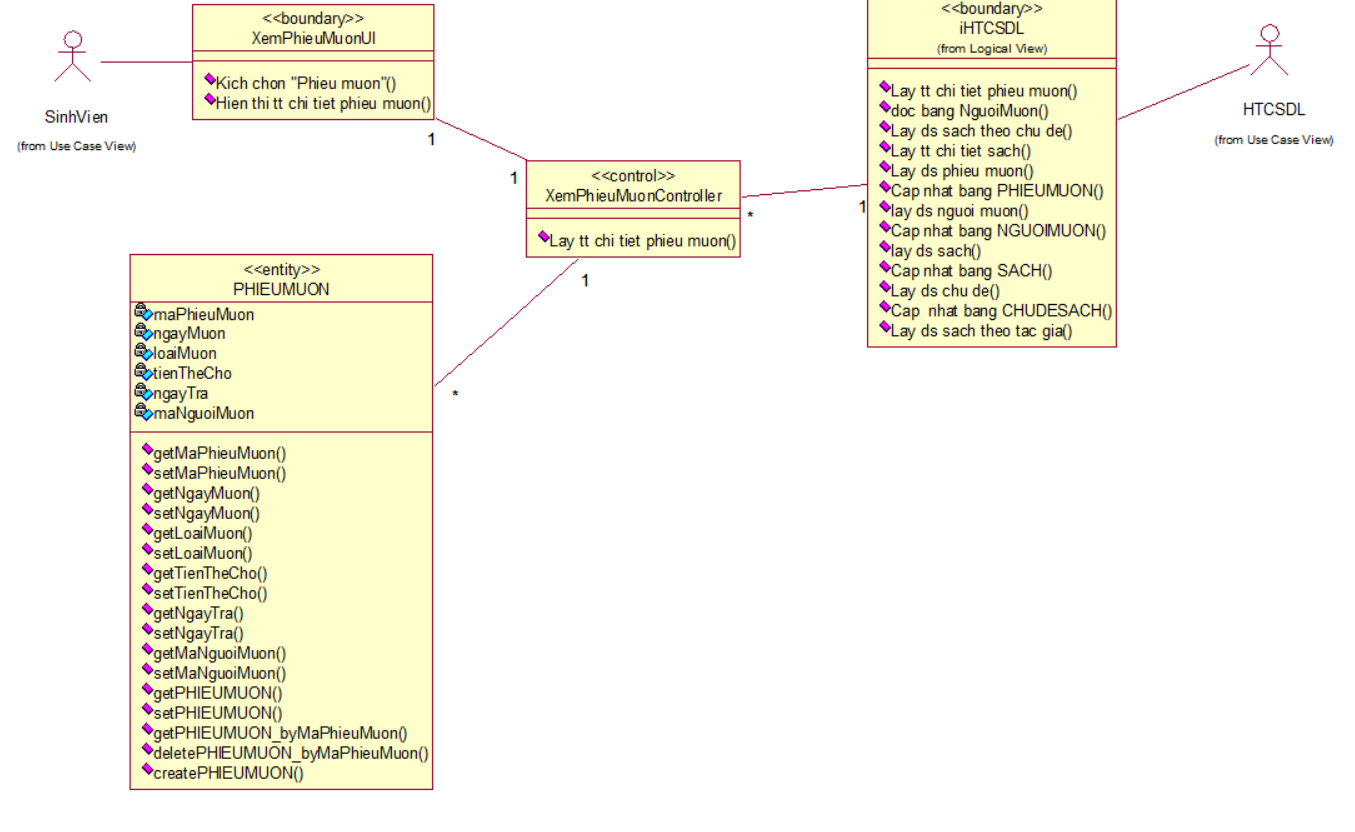 SinhVien
(from Use Case View)
<<boundary>>
XemPhieuMuonUI
Kich chon "Phieu muon"()
Hien thi tt chi tiet phieu muon()
1
1
<<control>>
XemPhieuMuonController
Lay tt chi tiet phieu muon()
*
1
1
*
<<boundary>>
iHTCSDL
(from Logical View)
Lay tt chi tiet phieu muon()
doc bang NguoiMuon()
Lay ds sach theo chu de()
Lay tt chi tiet sach()
Lay ds phieu muon()
Cap nhat bang PHIEUMUON()
lay ds nguoi muon()
Cap nhat bang NGUOIMUON()
lay ds sach()
Cap nhat bang SACH()
Lay ds chu de()
Cap  nhat bang CHUDESACH()
Lay ds sach theo tac gia()
HTCSDL
(from Use Case View)
<<entity>>
PHIEUMUON
maPhieuMuon
ngayMuon
loaiMuon
tienTheCho
ngayTra
maNguoiMuon
getMaPhieuMuon()
setMaPhieuMuon()
getNgayMuon()
setNgayMuon()
getLoaiMuon()
setLoaiMuon()
getTienTheCho()
setTienTheCho()
getNgayTra()
setNgayTra()
getMaNguoiMuon()
setMaNguoiMuon()
getPHIEUMUON()
setPHIEUMUON()
getPHIEUMUON_byMaPhieuMuon()
deletePHIEUMUON_byMaPhieuMuon()
createPHIEUMUON()